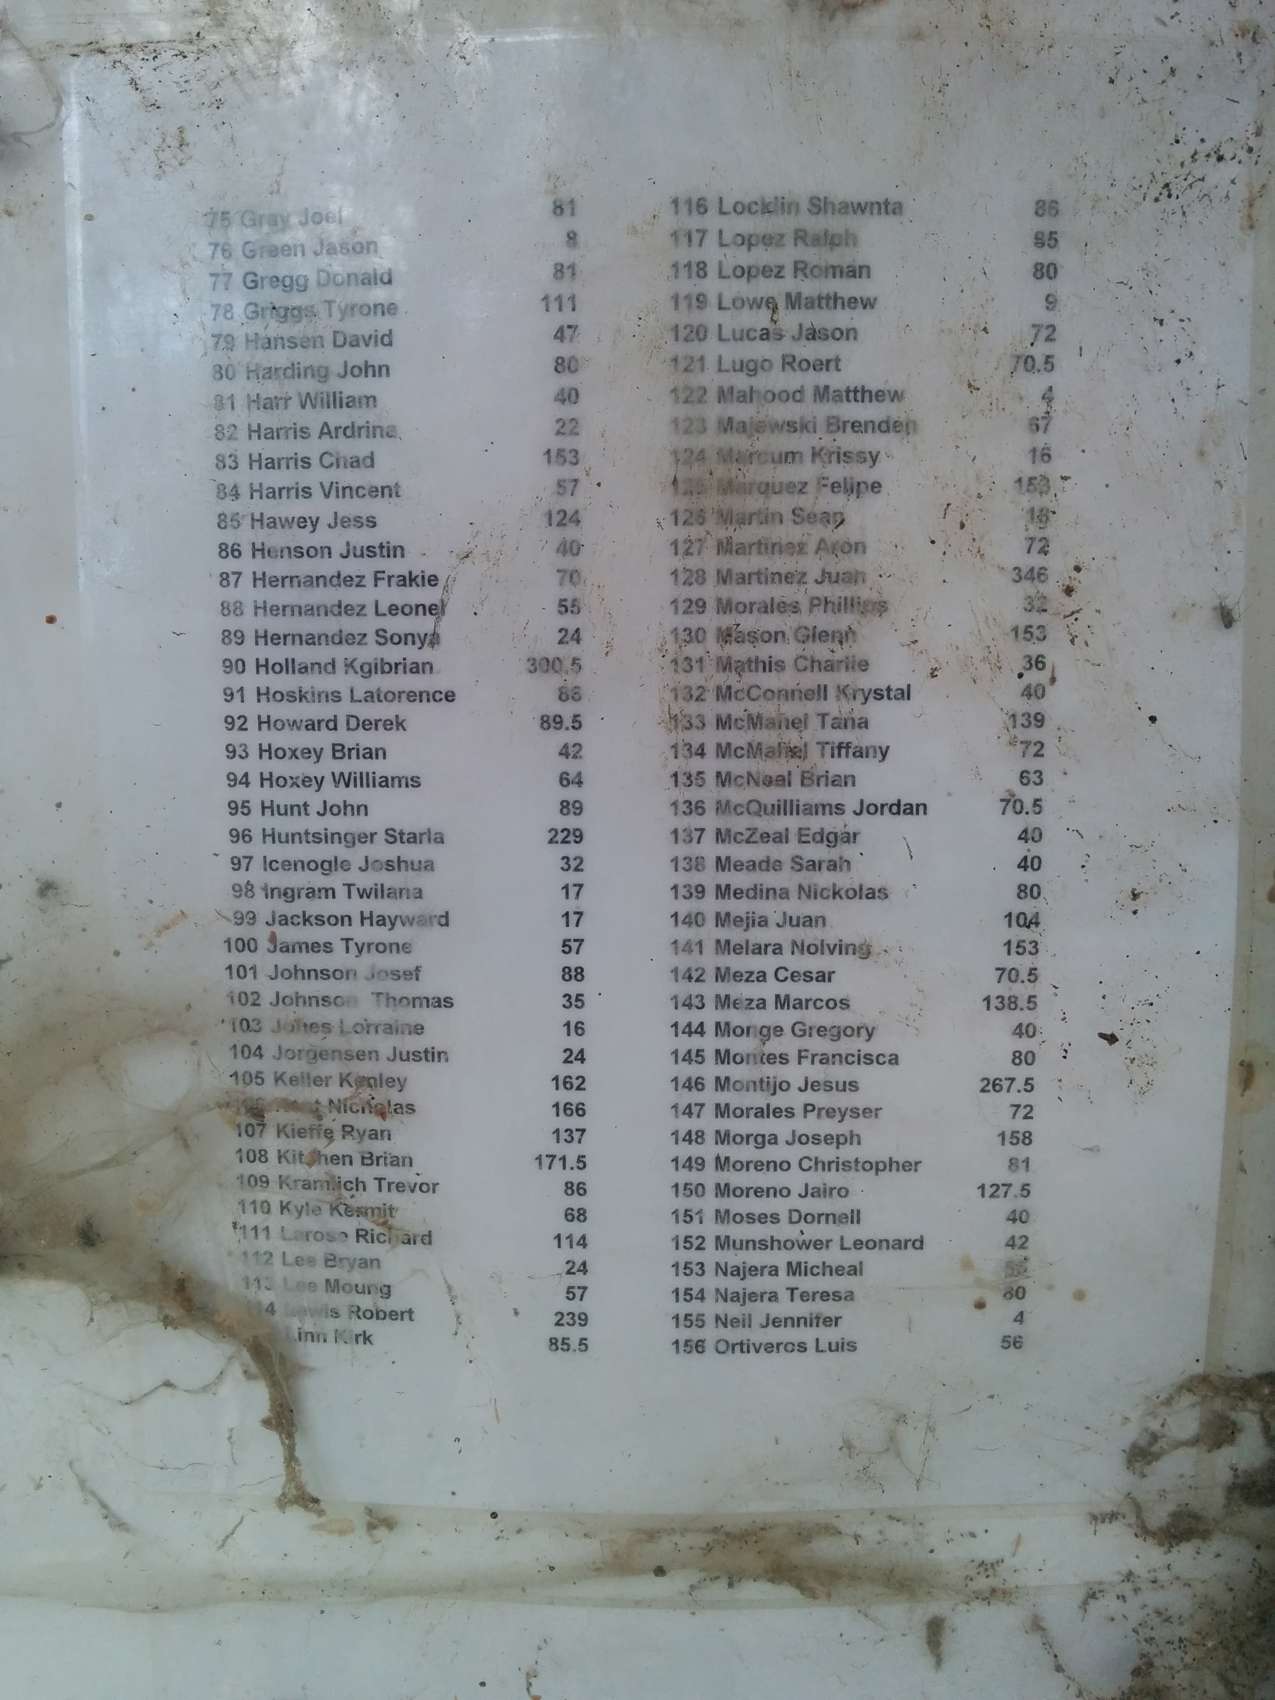 75 Gray Joel 81
76 Green Jason 8
77 Gregg Donald 81
78 Griggs Tyrone 111
79 Hansen David 47
80 Harding John 80
81 Harr William 40
82 Harris Ardrina 22
83 Harris Chad 153
84 Harris Vincent 57
85 Hawey Jess 124
86 Henson Justin 40
87 Hernandez Frakie 70
88 Hernandez Leonel 55
89 Hernandez Sonya 24
90 Holland Kgibrian 300.5
91 Hoskins Latorence 86
92 Howard Derek 89.5
93 Hoxey Brian 42
94 Hoxey Williams 64
95 Hunt John 89
96 Huntsinger Starla 229
97 Icenogle Joshua 32
98 Ingram Twilana 17
99 Jackson Hayward 17
100 James Tyrone 57
101 Johnson Josef 88
102 Johnson Thomas 35
103 Jones Lorraine 16
104 Jorgensen Justin 24
105 Keller Kenley 162
Nicholas 166
107 Kieffe Ryan 137
108 Kitchen Brian 171.5
109 Kramlich Trevor 86
110 Kyle Kermit 68
111 Larose Richard 114
112 Lee Bryan 24
113 Lee Moung 57
114 Lewis Robert 239
Linn Kirk 85.5
116 Locklin Shawnta 86
117 Lopez Ralph 85
118 Lopez Roman 80
119 Lowe Matthew 9
120 Lucas Jason 72
121 Lugo Roert 70.5
122 Mahood Matthew 4
123 Majewski Brenden 67
124 Marcum Krissy 16
125 Marquez Felipe 153
126 Martin Sean
127 Martinez Aron 72
128 Martinez Juan 346
129 Morales Phillips 32
130 Mason Glenn 153
131 Mathis Charlie 36
132 McConnell Krystal 40
133 McMahel Tana 139
134 McMahel Tiffany 72
135 McNeal Brian 63
136 McQuilliams Jordan 70.5
137 McZeal Edgar 40
138 Meade Sarah 40
139 Medina Nickolas 80
140 Mejia Juan 104
141 Melara Nolving 153
142 Meza Cesar 70.5
143 Meza Marcos 138.5
144 Monge Gregory 40
145 Montes Francisca 80
146 Montijo Jesus 267.5
147 Morales Preyser 72
148 Morga Joseph 158
149 Moreno Christopher 81
150 Moreno Jairo 127.5
151 Moses Dornell 40
152 Munshower Leonard 42
153 Najera Micheal
154 Najera Teresa 80
155 Neil Jennifer 4
156 Ortiveros Luis 56